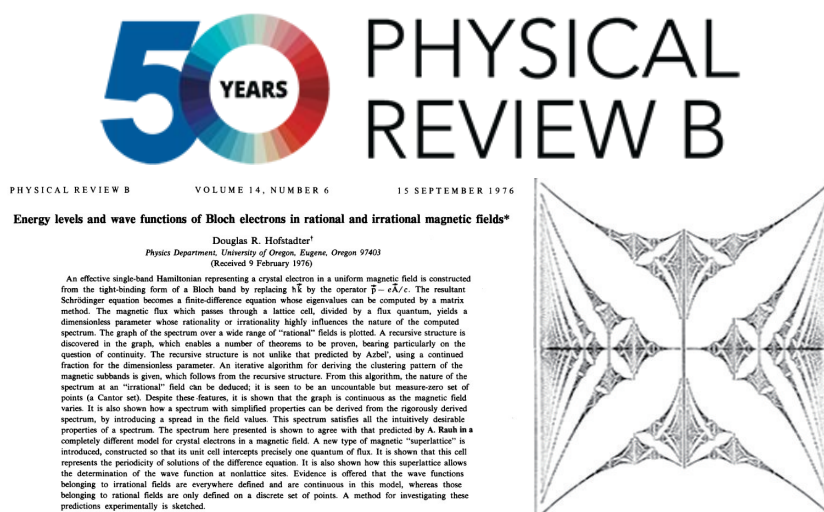 50
YEARS
PHYSICAL
REVIEW B
PHYSICAL REVIEW B VOLUME 14, NUMBER 6 15 SEPTEMBER 1976
Energy levels and wave functions of Bloch electrons in rational and irrational magnetic fields*
Douglas R. Hofstadter†
Physics Department, University of Oregon, Eugene, Oregon 97403
(Received 9 February 1976)
An effective single-band Hamiltonian representing a crystal electron in a uniform magnetic field is constructed
from the tight-binding form of a Bloch band by replacing ℏk⃗ by the operator p⃗ − eA⃗/c. The resultant
Schrödinger equation becomes a finite-difference equation whose eigenvalues can be computed by a matrix
method. The magnetic flux which passes through a lattice cell, divided by a flux quantum, yields a
dimensionless parameter whose rationality or irrationality highly influences the nature of the computed
spectrum. The graph of the spectrum over a wide range of "rational" fields is plotted. A recursive structure is
discovered in the graph, which enables a number of theorems to be proven, bearing particularly on the
question of continuity. The recursive structure is not unlike that predicted by Azbel', using a continued
fraction for the dimensionless parameter. An iterative algorithm for deriving the clustering pattern of the
magnetic subbands is given, which follows from the recursive structure. From this algorithm, the nature of the
spectrum at an "irrational" field can be deduced; it is seen to be an uncountable but measure-zero set of
points (a Cantor set). Despite these features, it is shown that the graph is continuous as the magnetic field
varies. It is also shown how a spectrum with simplified properties can be derived from the rigorously derived
spectrum, by introducing a spread in the field values. This spectrum satisfies all the intuitively desirable
properties of a spectrum. The spectrum here presented is shown to agree with that predicted by A. Rauh in a
completely different model for crystal electrons in a magnetic field. A new type of magnetic "superlattice" is
introduced, constructed so that its unit cell intercepts precisely one quantum of flux. It is shown that this cell
represents the periodicity of solutions of the difference equation. It is also shown how this superlattice allows
the determination of the wave function at nonlattice sites. Evidence is offered that the wave functions
belonging to irrational fields are everywhere defined and are continuous in this model, whereas those
belonging to rational fields are only defined on a discrete set of points. A method for investigating these
predictions experimentally is sketched.